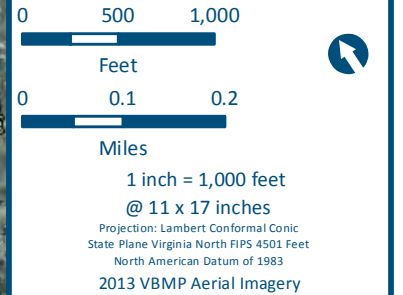 0 500 1,000
Feet
0 0.1 0.2
Miles
1 inch = 1,000 feet
@ 11 x 17 inches
Projection: Lambert Conformal Conic
State Plane Virginia North FIPS 4501 Feet
North American Datum of 1983
2013 VBMP Aerial Imagery